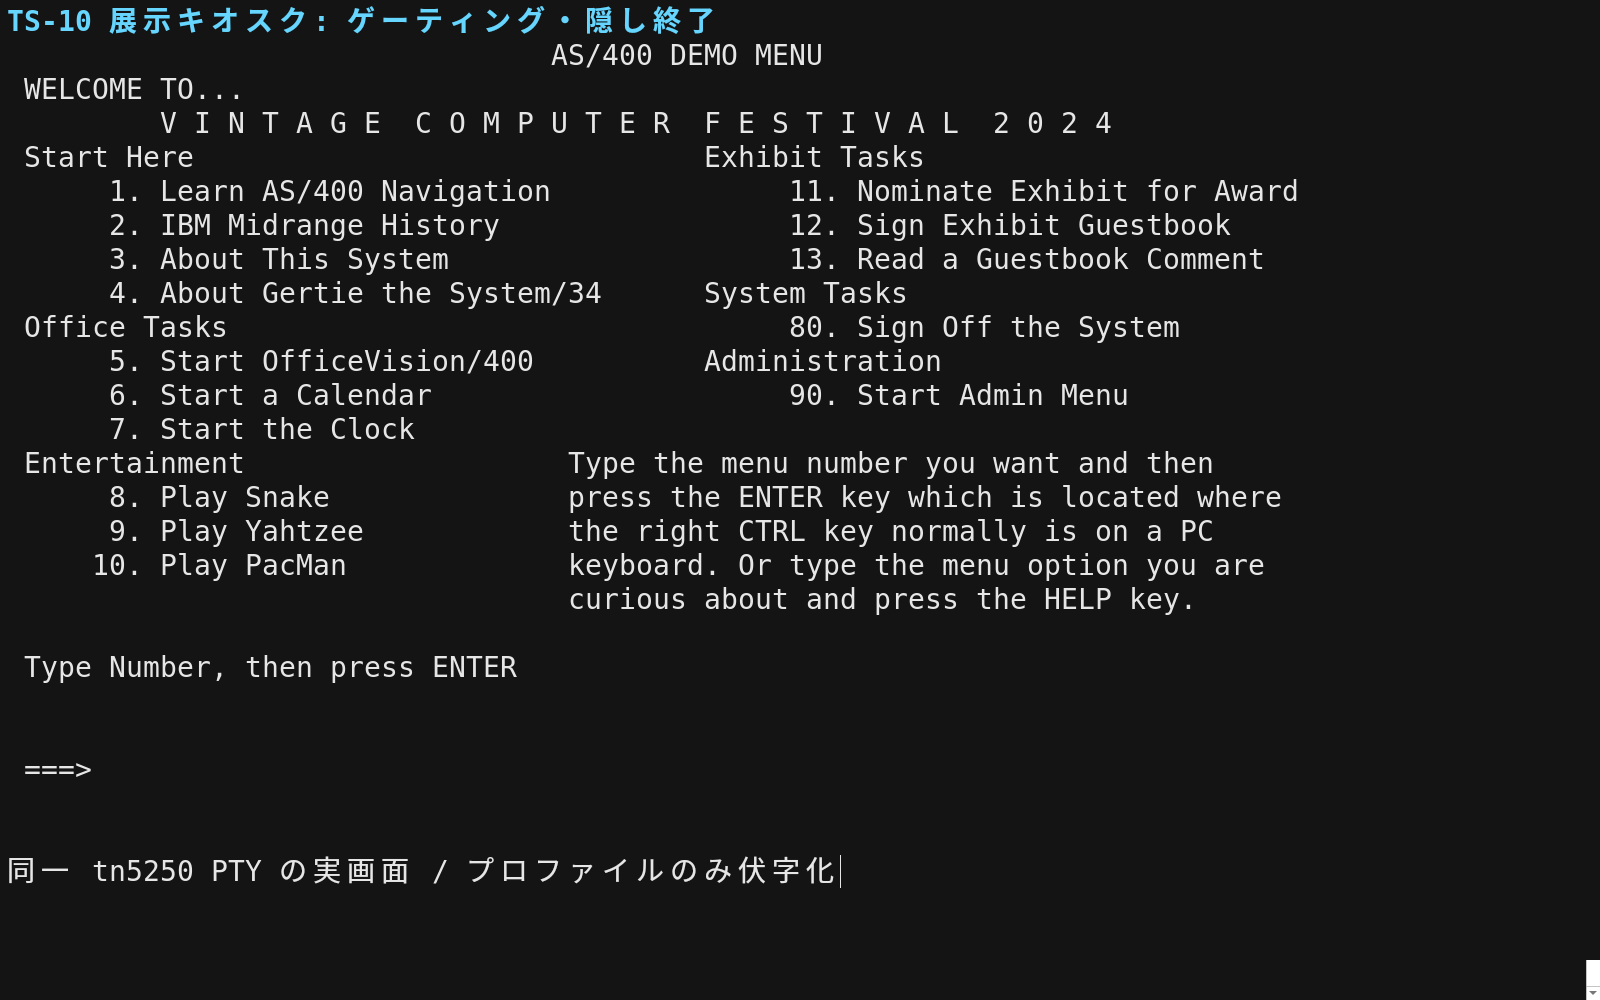 TS-10 展示キオスク: ゲーティング・隠し終了
AS/400 DEMO MENU
WELCOME TO...
V I N T A G E  C O M P U T E R  F E S T I V A L  2 0 2 4
Start Here                              Exhibit Tasks
1. Learn AS/400 Navigation              11. Nominate Exhibit for Award
2. IBM Midrange History                 12. Sign Exhibit Guestbook
3. About This System                    13. Read a Guestbook Comment
4. About Gertie the System/34      System Tasks
Office Tasks                                 80. Sign Off the System
5. Start OfficeVision/400          Administration
6. Start a Calendar                     90. Start Admin Menu
7. Start the Clock
Entertainment                   Type the menu number you want and then
8. Play Snake              press the ENTER key which is located where
9. Play Yahtzee            the right CTRL key normally is on a PC
10. Play PacMan             keyboard. Or type the menu option you are
curious about and press the HELP key.
Type Number, then press ENTER
===>
同一 tn5250 PTY の実画面 / プロファイルのみ伏字化